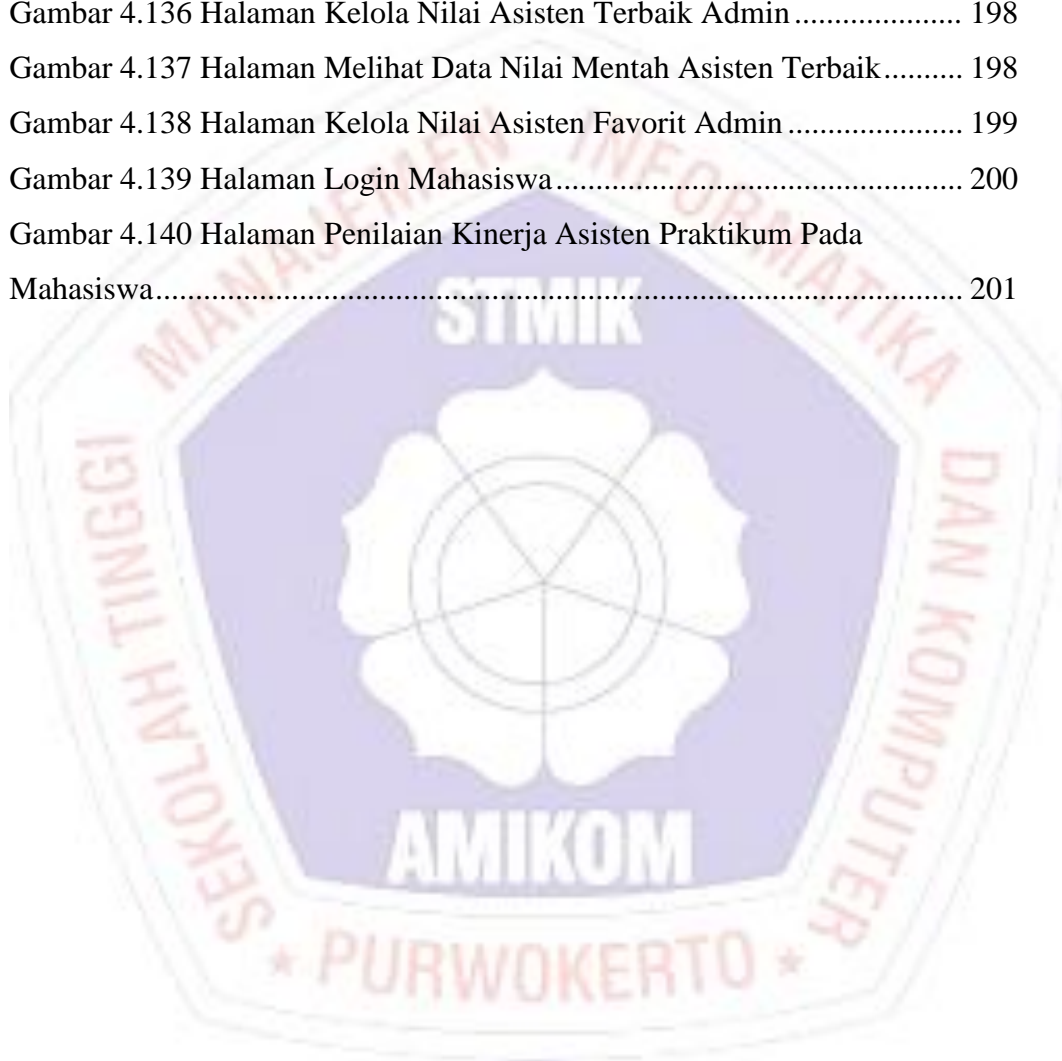 Gambar 4.136 Halaman Kelola Nilai Asisten Terbaik Admin ..................... 198
Gambar 4.137 Halaman Melihat Data Nilai Mentah Asisten Terbaik .......... 198
Gambar 4.138 Halaman Kelola Nilai Asisten Favorit Admin ...................... 199
Gambar 4.139 Halaman Login Mahasiswa ................................................. 200
Gambar 4.140 Halaman Penilaian Kinerja Asisten Praktikum Pada
Mahasiswa ................................................................................................. 201
SEKOLAH TINGGI MANAJEMEN INFORMATIKA DAN KOMPUTER
STMIK
AMIKOM
* PURWOKERTO *